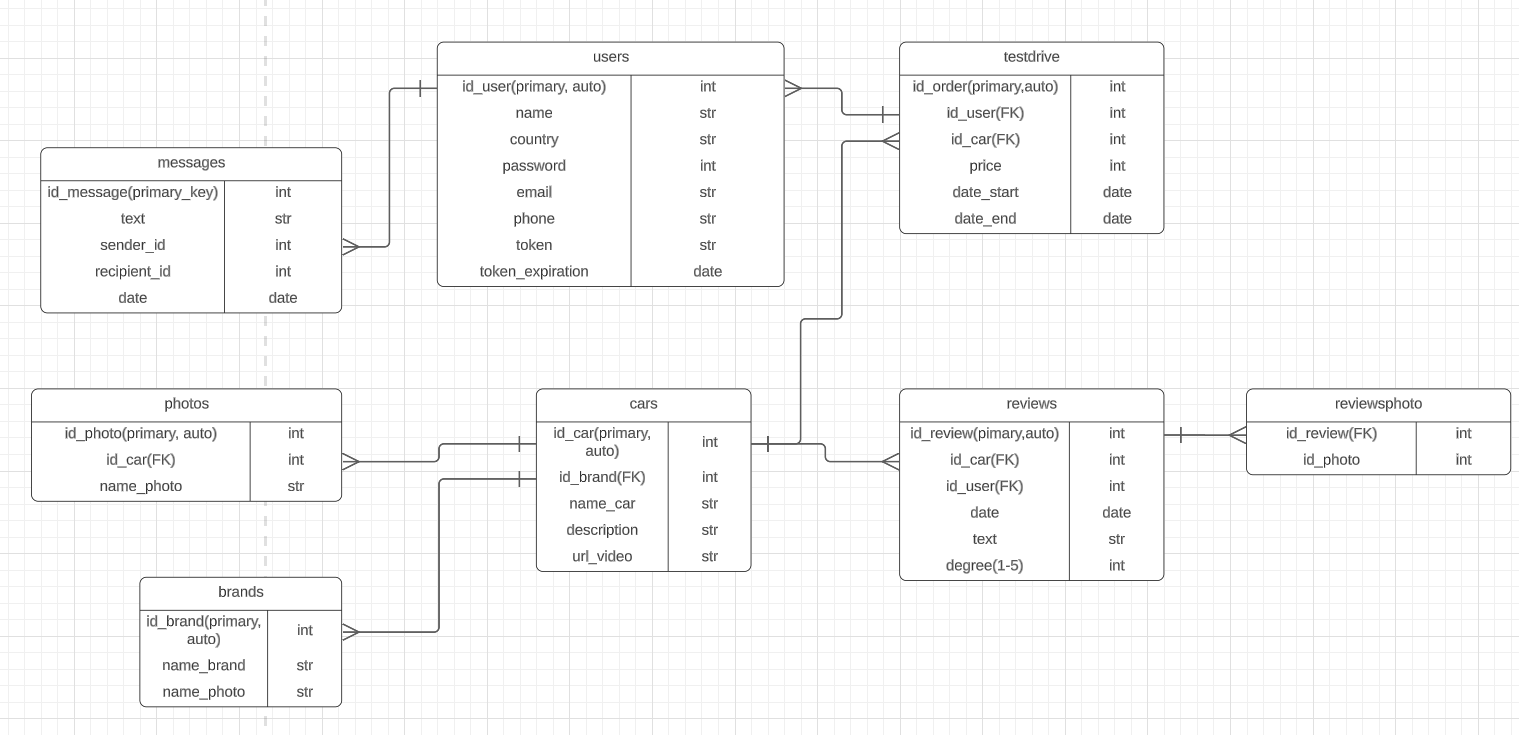 users
id_user(primary, auto) int
name str
country str
password int
email str
phone str
token str
token_expiration date
testdrive
id_order(primary,auto) int
id_user(FK) int
id_car(FK) int
price int
date_start date
date_end date
messages
id_message(primary_key) int
text str
sender_id int
recipient_id int
date date
photos
id_photo(primary, auto) int
id_car(FK) int
name_photo str
cars
id_car(primary,
auto) int
id_brand(FK) int
name_car str
description str
url_video str
reviews
id_review(pimary,auto) int
id_car(FK) int
id_user(FK) int
date date
text str
degree(1-5) int
reviewsphoto
id_review(FK) int
id_photo int
brands
id_brand(primary,
auto) int
name_brand str
name_photo str